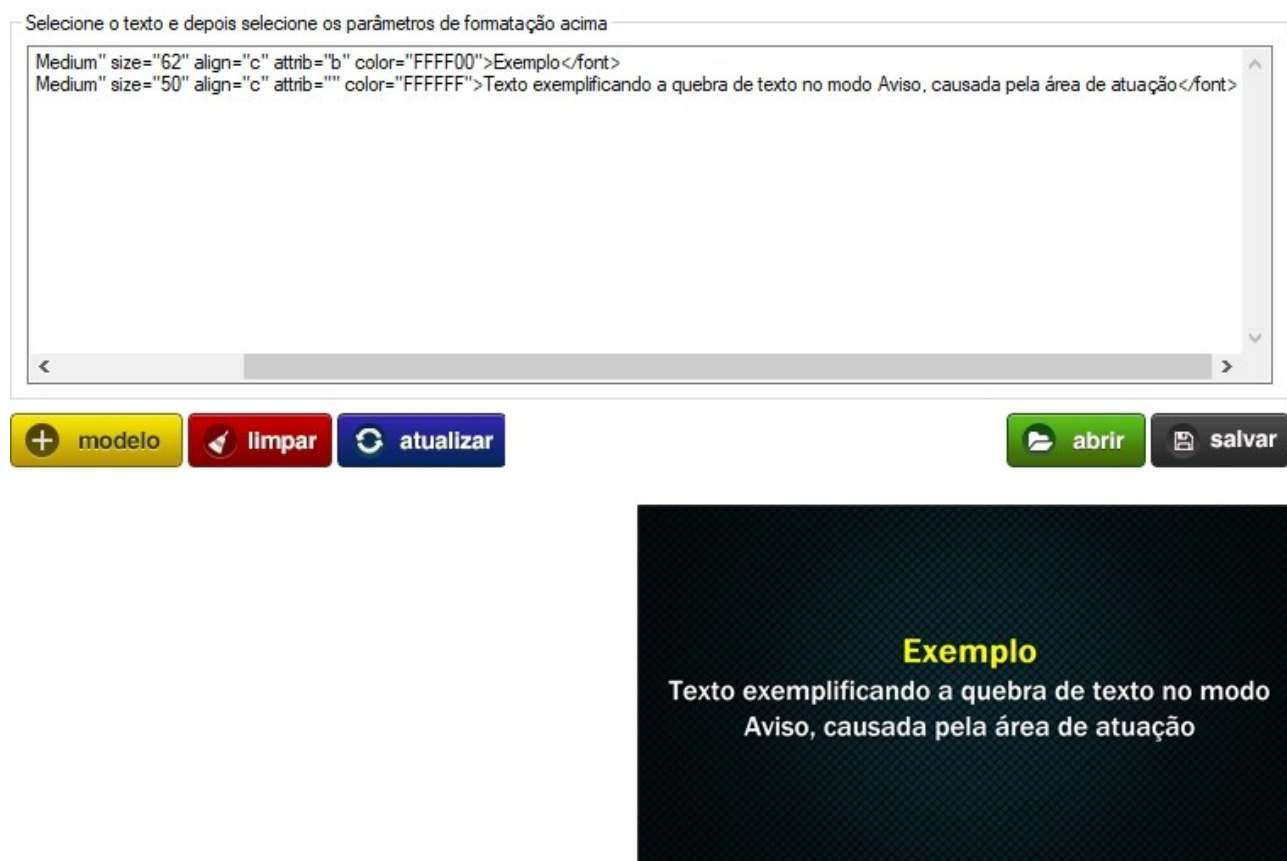 Selecione o texto e depois selecione os parâmetros de formatação acima
Medium" size="62" align="c" attrib="b" color="FFFF00">Exemplo</font>
Medium" size="50" align="c" attrib="" color="FFFFFF">Texto exemplificando a quebra de texto no modo Aviso, causada pela área de atuação</font>
modelo
limpar
atualizar
abrir
salvar
Exemplo
Texto exemplificando a quebra de texto no modo
Aviso, causada pela área de atuação